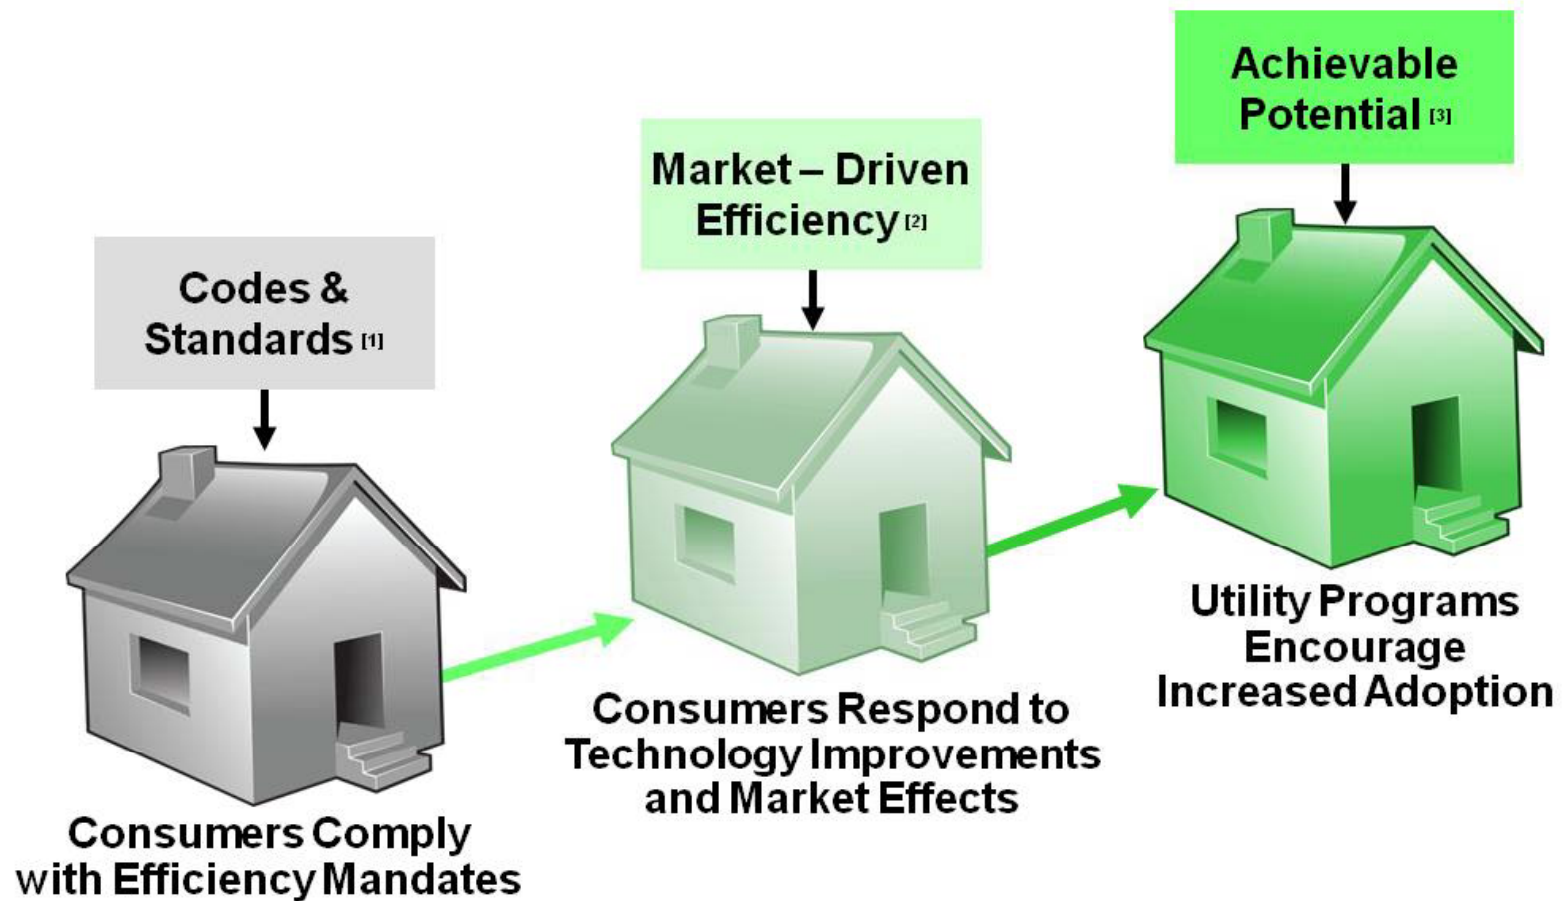 Codes &
Standards [1]
Consumers Comply
with Efficiency Mandates
Market – Driven
Efficiency [2]
Consumers Respond to
Technology Improvements
and Market Effects
Achievable
Potential [3]
Utility Programs
Encourage
Increased Adoption